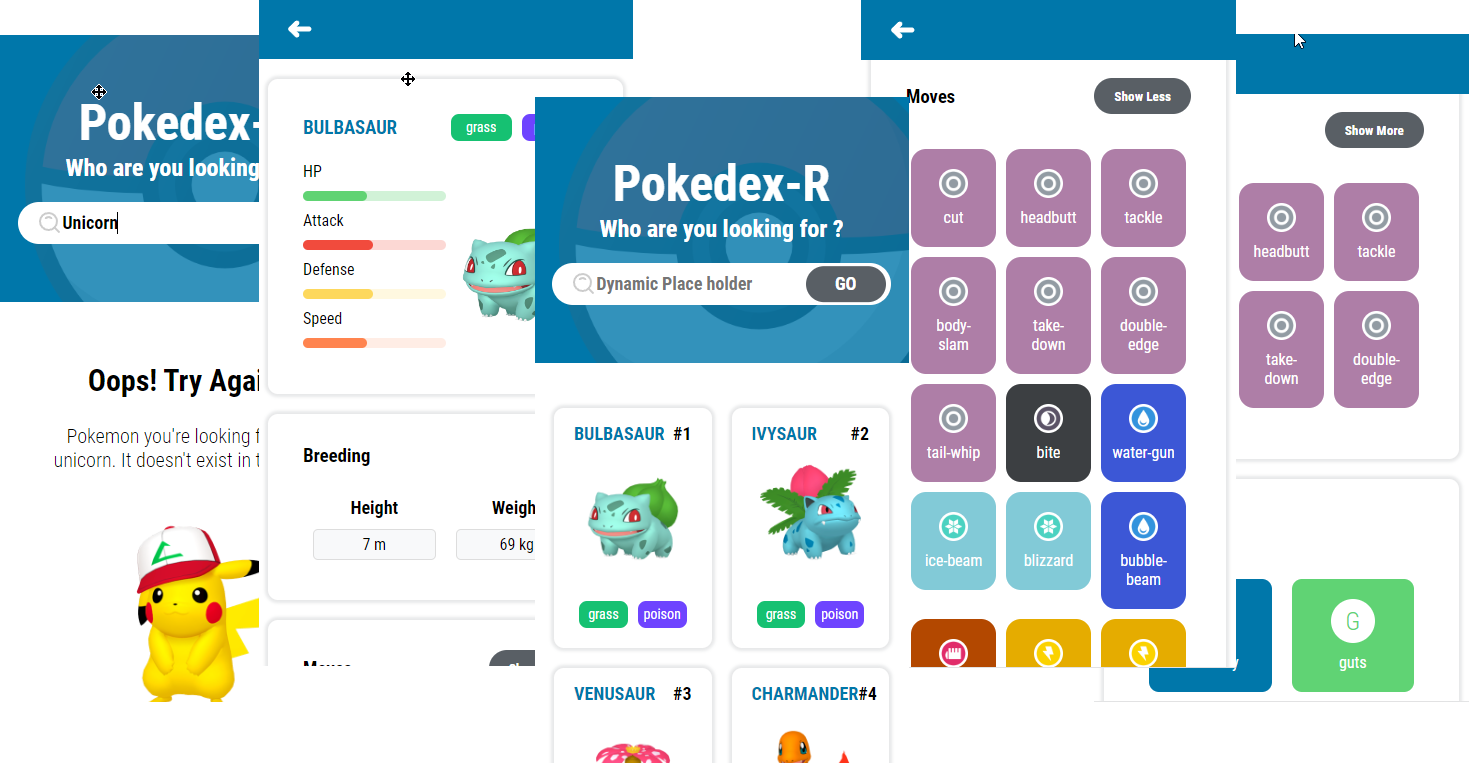 Pokedex-
Who are you looking
Unicorn
Oops! Try Agai
Pokemon you're looking f
unicorn. It doesn't exist in t
BULBASAUR
grass
HP
Attack
Defense
Speed
Breeding
Height
Weigh
7 m
69 kg
Moves
Pokedex-R
Who are you looking for ?
Dynamic Place holder
GO
BULBASAUR #1
IVYSAUR #2
grass poison
grass poison
VENUSAUR #3
CHARMANDER#4
Moves
Show Less
cut
headbutt
tackle
body-
slam
take-
down
double-
edge
tail-whip
bite
water-gun
ice-beam
blizzard
bubble-
beam
Show More
headbutt
tackle
take-
down
double-
edge
y
G
guts